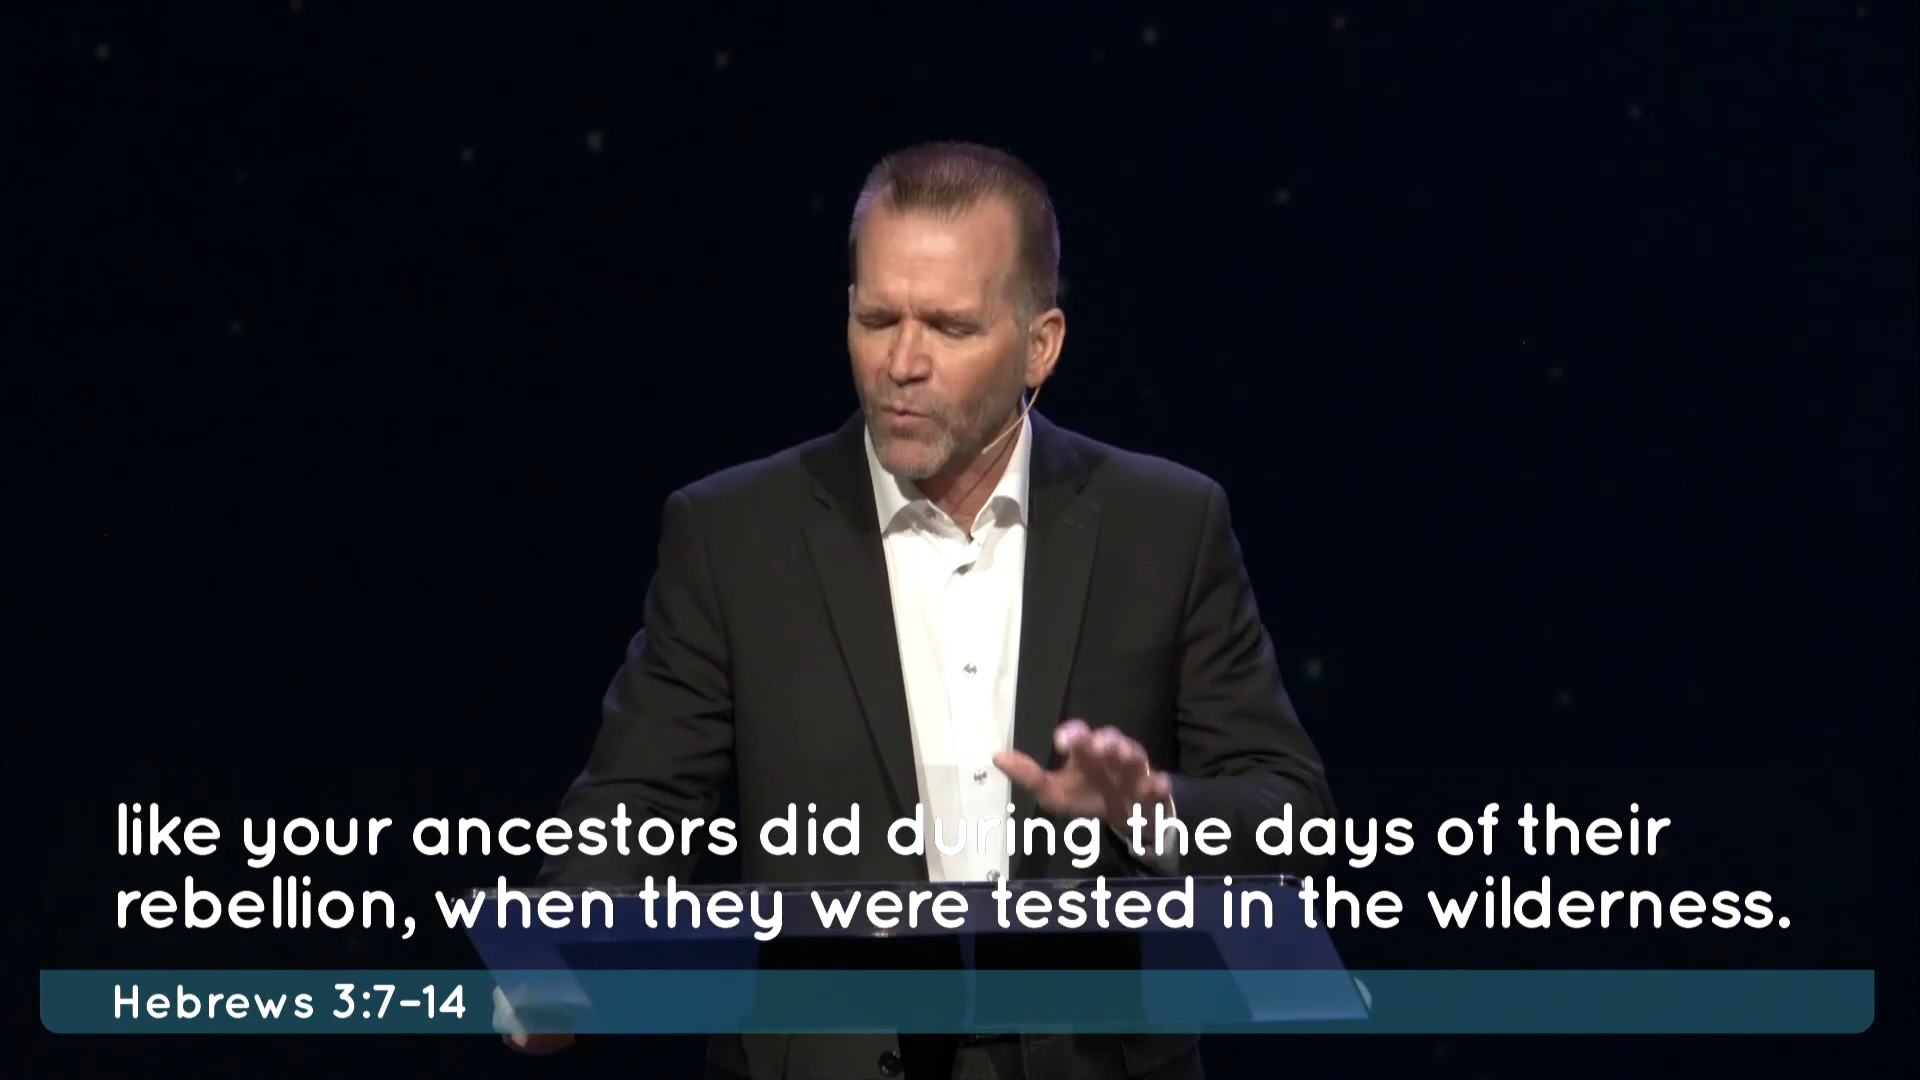 like your ancestors did during the days of their
rebellion, when they were tested in the wilderness.
Hebrews 3:7–14